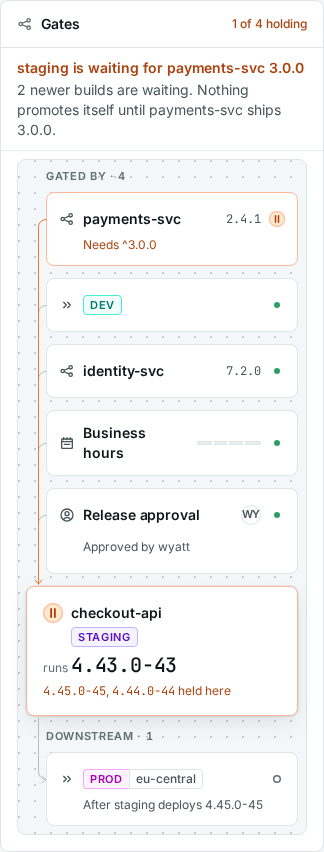 Gates
1 of 4 holding
staging is waiting for payments-svc 3.0.0
2 newer builds are waiting. Nothing
promotes itself until payments-svc ships
3.0.0.
GATED BY · 4
payments-svc 2.4.1
Needs ^3.0.0
DEV
identity-svc 7.2.0
Business
hours
Release approval WY
Approved by wyatt
checkout-api
STAGING
runs 4.43.0-43
4.45.0-45, 4.44.0-44 held here
DOWNSTREAM · 1
PROD eu-central
After staging deploys 4.45.0-45